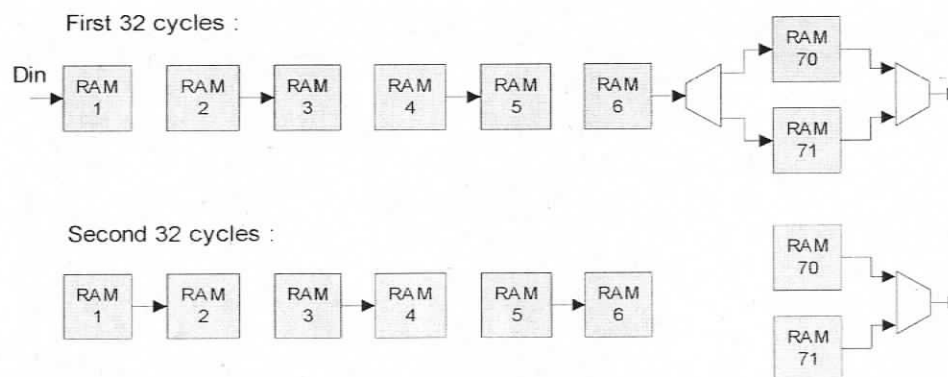 First 32 cycles :
Din
RAM
1
RAM
2
RAM
3
RAM
4
RAM
5
RAM
6
RAM
70
RAM
71
Second 32 cycles :
RAM
1
RAM
2
RAM
3
RAM
4
RAM
5
RAM
6
RAM
70
RAM
71